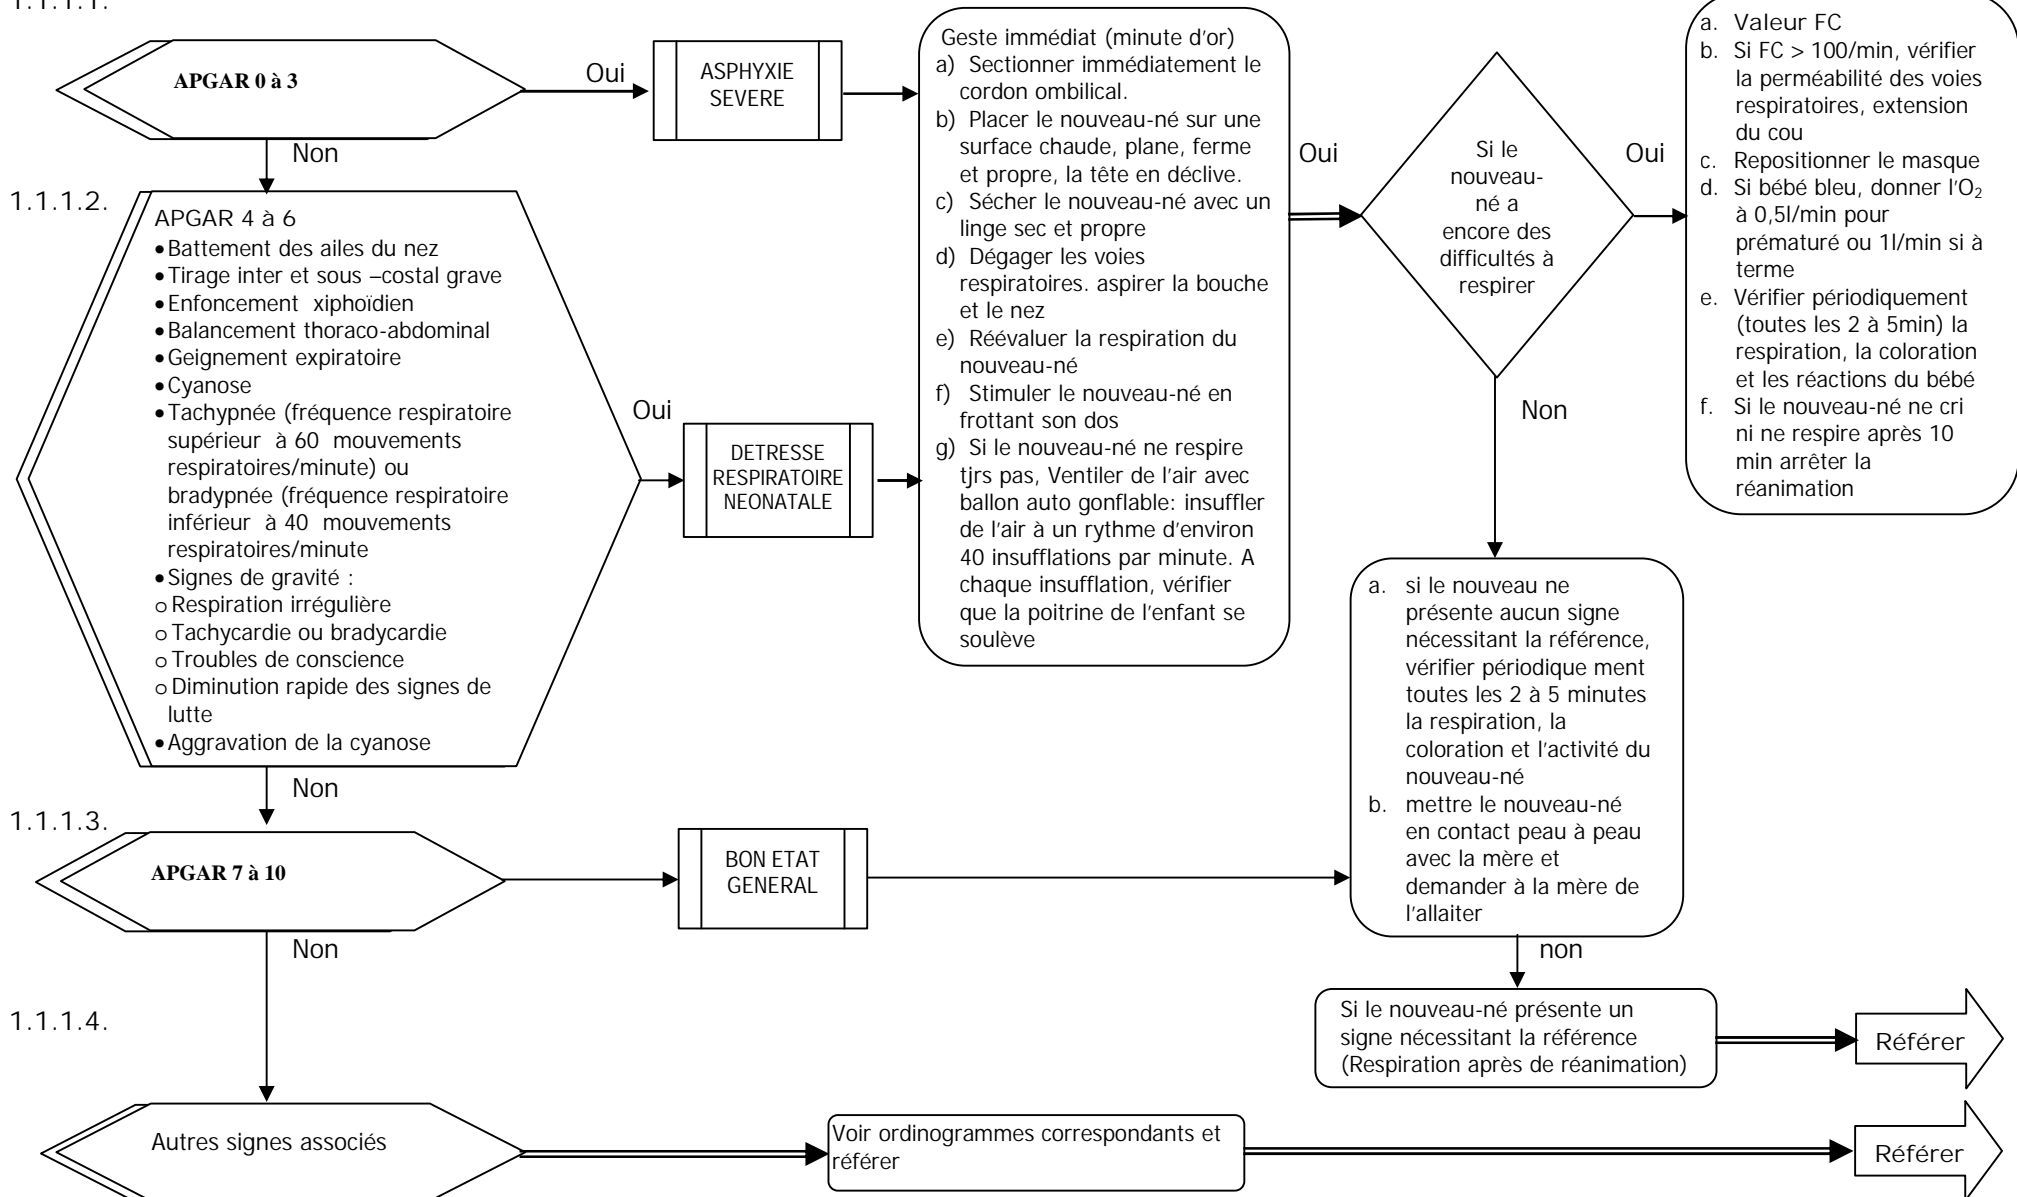 1.1.1.1.
APGAR 0 à 3
Oui
ASPHYXIE
SEVERE
Geste immédiat (minute d'or)
a) Sectionner immédiatement le
cordon ombilical.
b) Placer le nouveau-né sur une
surface chaude, plane, ferme
et propre, la tête en déclive.
c) Sécher le nouveau-né avec un
linge sec et propre
d) Dégager les voies
respiratoires. aspirer la bouche
et le nez
e) Réévaluer la respiration du
nouveau-né
f) Stimuler le nouveau-né en
frottant son dos
g) Si le nouveau-né ne respire
tjrs pas, Ventiler de l'air avec
ballon auto gonflable: insuffler
de l'air à un rythme d'environ
40 insufflations par minute. A
chaque insufflation, vérifier
que la poitrine de l'enfant se
soulève
Oui
Si le
nouveau-
né a
encore des
difficultés à
respirer
Oui
a. Valeur FC
b. Si FC > 100/min, vérifier
la perméabilité des voies
respiratoires, extension
du cou
c. Repositionner le masque
d. Si bébé bleu, donner l'O₂
à 0,5l/min pour
prématuré ou 1l/min si à
terme
e. Vérifier périodiquement
(toutes les 2 à 5min) la
respiration, la coloration
et les réactions du bébé
f. Si le nouveau-né ne cri
ni ne respire après 10
min arrêter la
réanimation
Non
1.1.1.2.
APGAR 4 à 6
• Battement des ailes du nez
• Tirage inter et sous –costal grave
• Enfoncement xiphoïdien
• Balancement thoraco-abdominal
• Geignement expiratoire
• Cyanose
• Tachypnée (fréquence respiratoire
supérieur à 60 mouvements
respiratoires/minute) ou
bradypnée (fréquence respiratoire
inférieur à 40 mouvements
respiratoires/minute
• Signes de gravité :
o Respiration irrégulière
o Tachycardie ou bradycardie
o Troubles de conscience
o Diminution rapide des signes de
lutte
• Aggravation de la cyanose
Oui
DETRESSE
RESPIRATOIRE
NEONATALE
Non
a. si le nouveau ne
présente aucun signe
nécessitant la référence,
vérifier périodique ment
toutes les 2 à 5 minutes
la respiration, la
coloration et l'activité du
nouveau-né
b. mettre le nouveau-né
en contact peau à peau
avec la mère et
demander à la mère de
l'allaiter
Non
1.1.1.3.
APGAR 7 à 10
BON ETAT
GENERAL
Non
non
Si le nouveau-né présente un
signe nécessitant la référence
(Respiration après de réanimation)
Référer
1.1.1.4.
Autres signes associés
Voir ordinogrammes correspondants et
référer
Référer